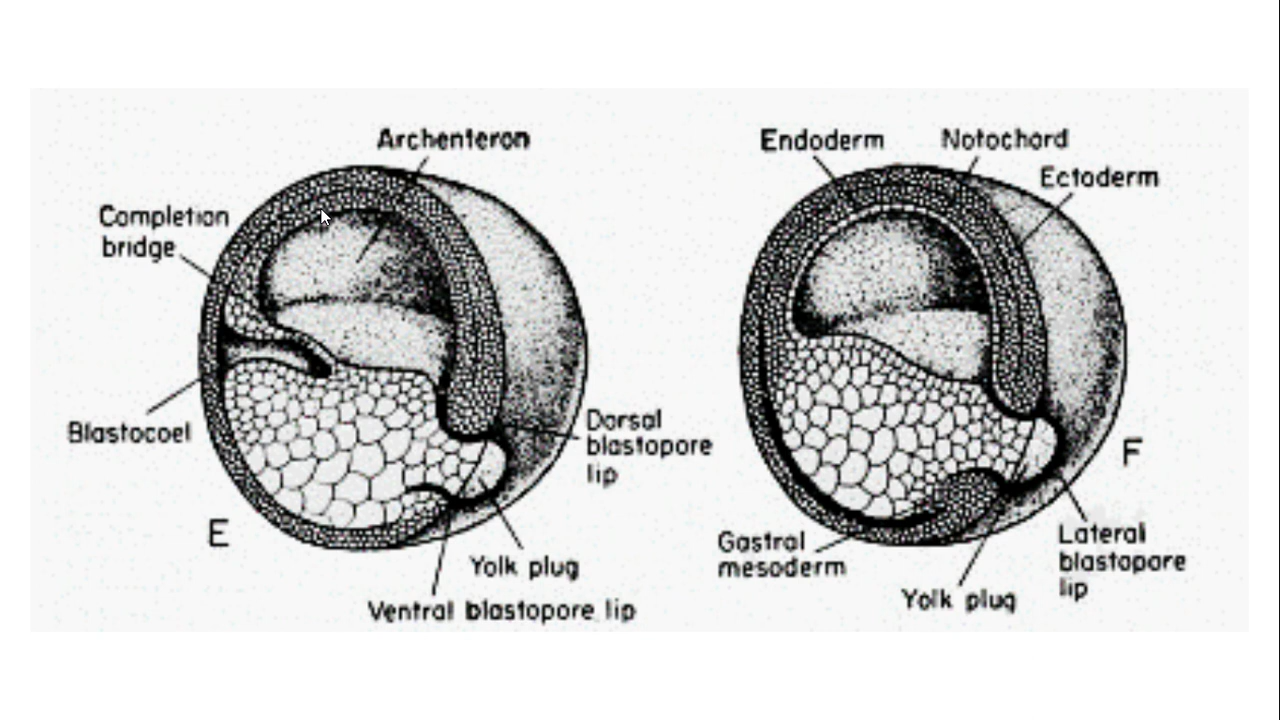 Archenteron
Completion
bridge
Blastocoel
E
Dorsal
blastopore
lip
Yolk plug
Ventral blastopore lip
Endoderm
Notochord
Ectoderm
F
Gastral
mesoderm
Yolk plug
Lateral
blastopore
lip